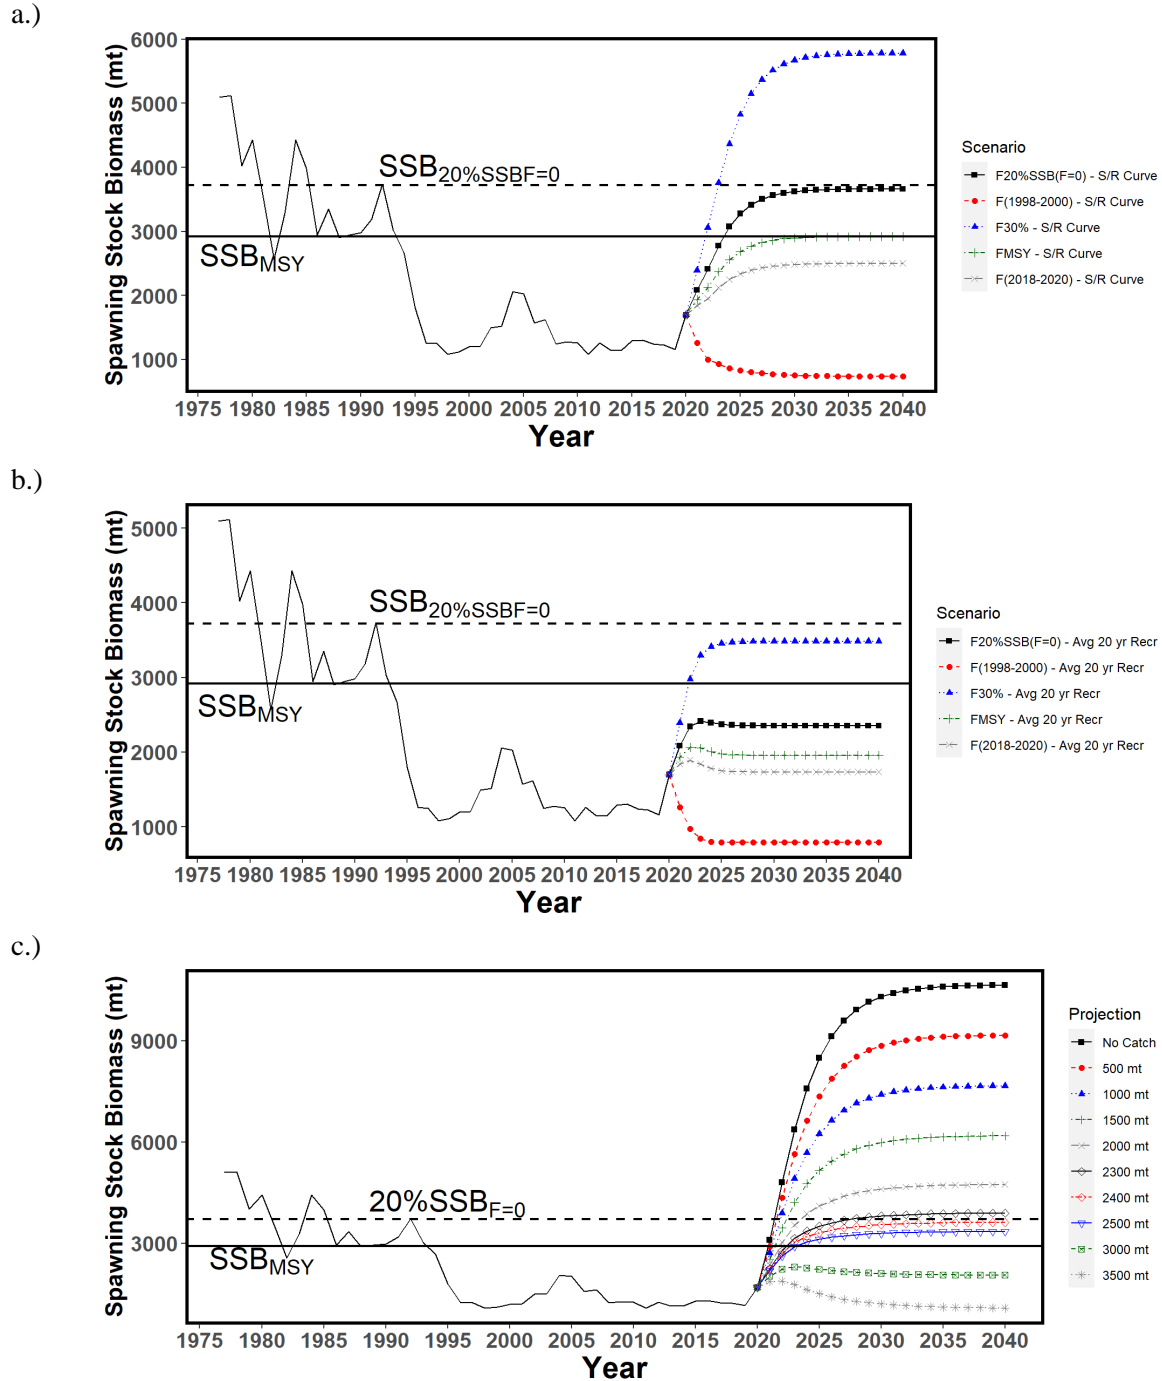 a.)
Spawning Stock Biomass (mt)
6000
5000
4000
3000
2000
1000
SSB20%SSBF=0
SSBMSY
1975 1980 1985 1990 1995 2000 2005 2010 2015 2020 2025 2030 2035 2040
Year
Scenario
F20%SSB(F=0) - S/R Curve
F(1998-2000) - S/R Curve
F30% - S/R Curve
FMSY - S/R Curve
F(2018-2020) - S/R Curve
b.)
Spawning Stock Biomass (mt)
5000
4000
3000
2000
1000
SSB20%SSBF=0
SSBMSY
1975 1980 1985 1990 1995 2000 2005 2010 2015 2020 2025 2030 2035 2040
Year
Scenario
F20%SSB(F=0) - Avg 20 yr Recr
F(1998-2000) - Avg 20 yr Recr
F30% - Avg 20 yr Recr
FMSY - Avg 20 yr Recr
F(2018-2020) - Avg 20 yr Recr
c.)
Spawning Stock Biomass (mt)
9000
6000
3000
20%SSBF=0
SSBMSY
1975 1980 1985 1990 1995 2000 2005 2010 2015 2020 2025 2030 2035 2040
Year
Projection
No Catch
500 mt
1000 mt
1500 mt
2000 mt
2300 mt
2400 mt
2500 mt
3000 mt
3500 mt